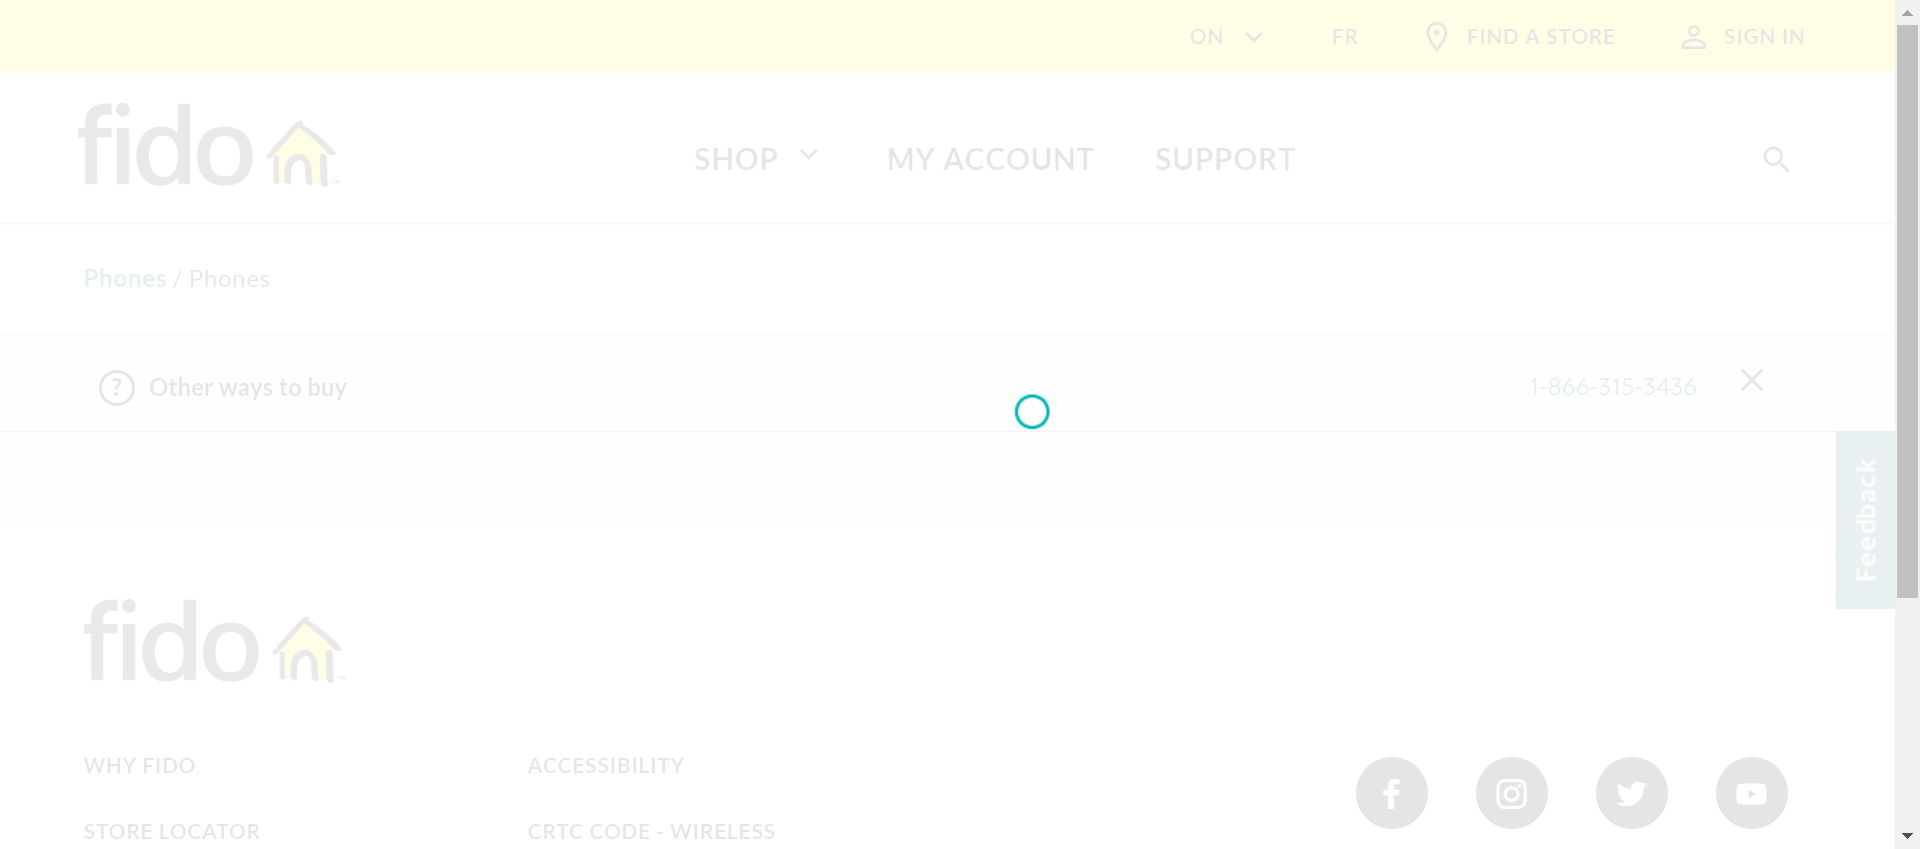 ON FR FIND A STORE SIGN IN
fido
SHOP MY ACCOUNT SUPPORT
Phones / Phones
? Other ways to buy 1-866-315-3436
Feedback
fido
WHY FIDO ACCESSIBILITY
STORE LOCATOR CRTC CODE - WIRELESS